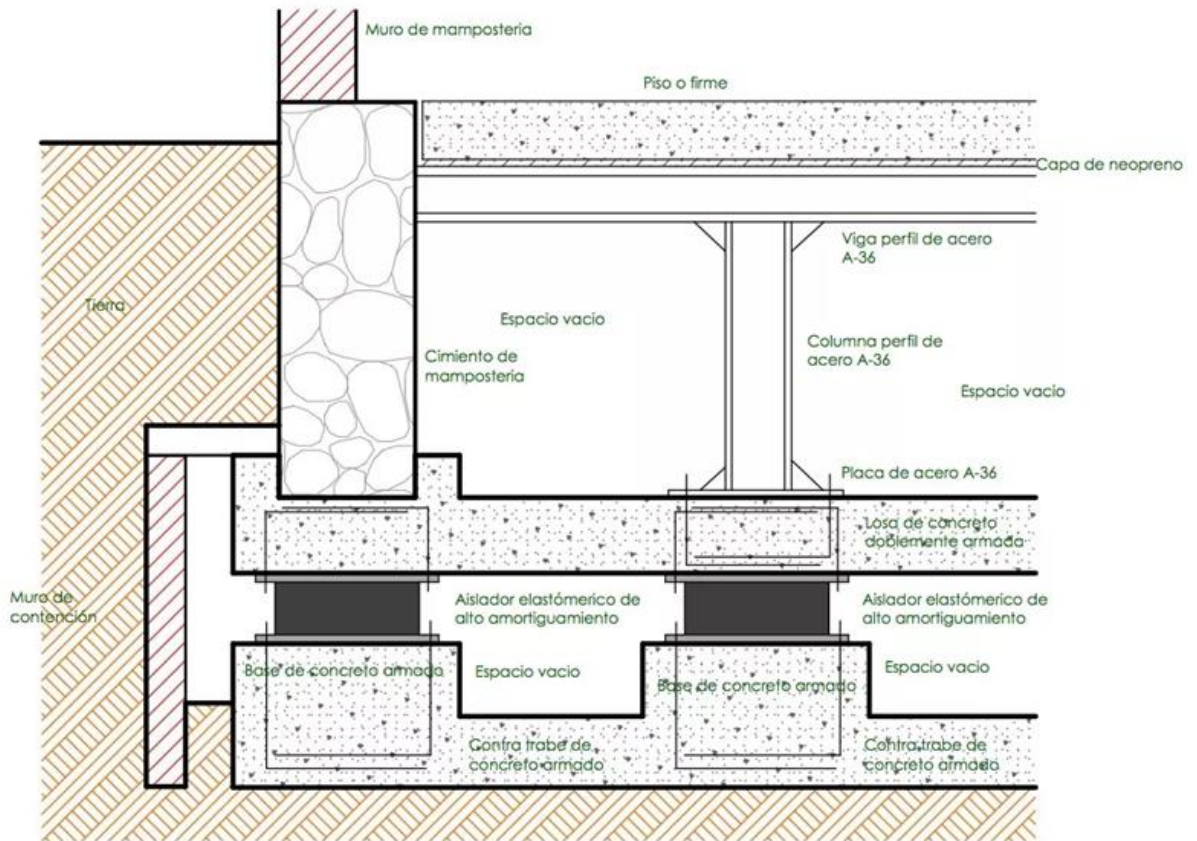 Muro de mamposteria
Piso o firme
Capa de neopreno
Viga perfil de acero
A-36
Tierra
Espacio vacio
Columna perfil de
acero A-36
Cimiento de
mamposteria
Espacio vacio
Placa de acero A-36
Losa de concreto
doblemente armada
Muro de
contención
Aislador elastómerico de
alto amortiguamiento
Aislador elastómerico de
alto amortiguamiento
Base de concreto armado
Espacio vacio
Base de concreto armado
Espacio vacio
Contra trabe de
concreto armado
Contra trabe de
concreto armado